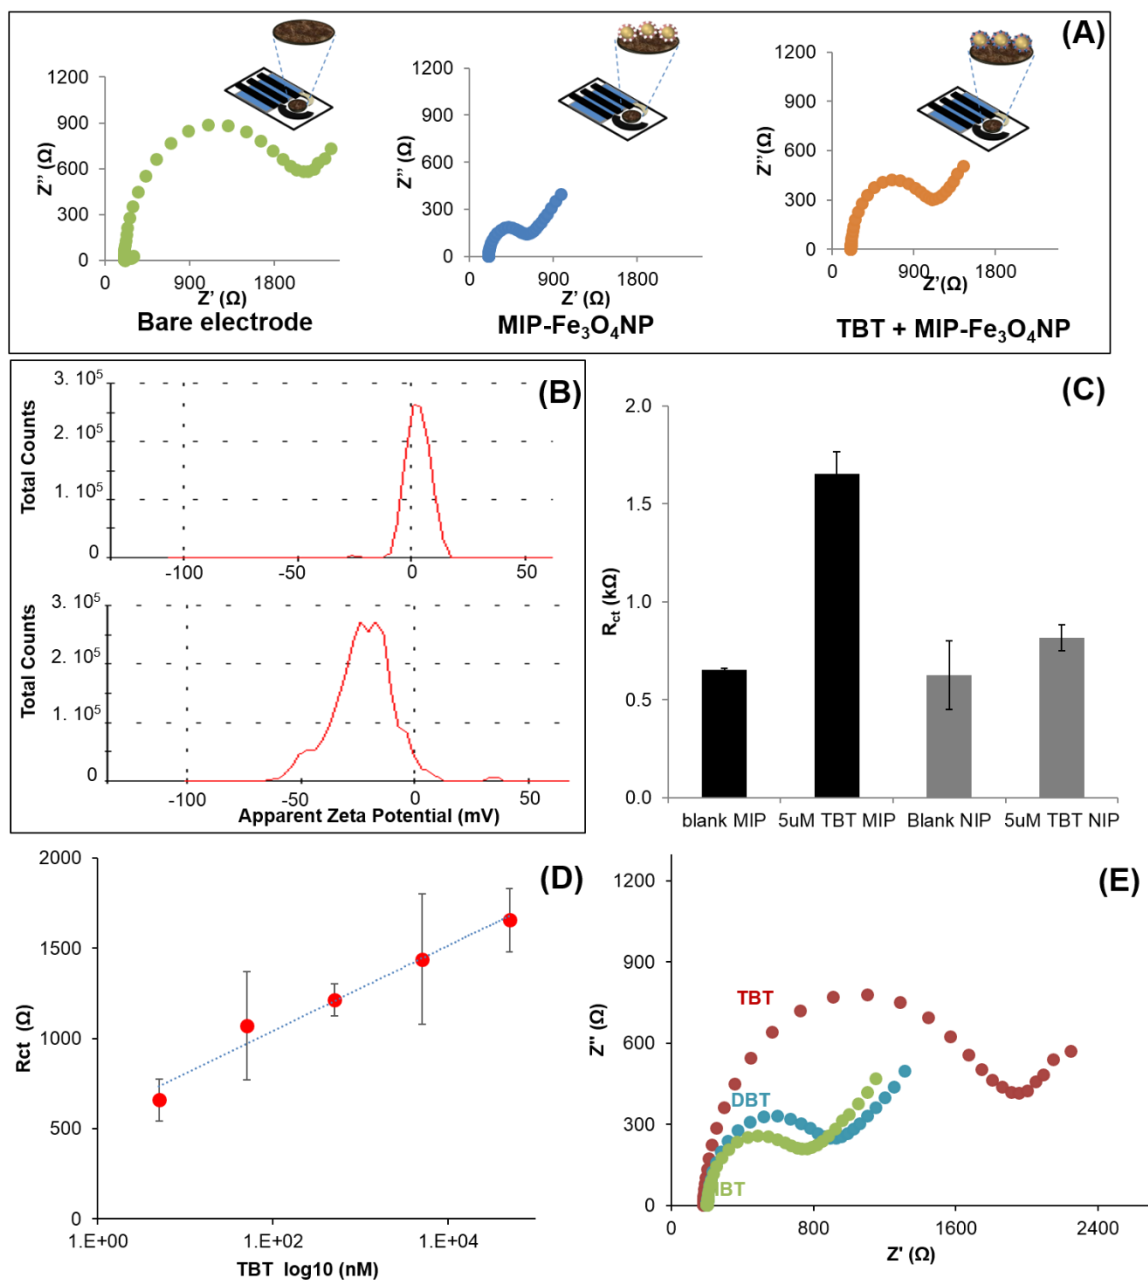 (A)
1200
900
600
300
0
Z'' (Ω)
0
900
1800
Z' (Ω)
Bare electrode
1200
900
600
300
0
Z'' (Ω)
0
900
1800
Z' (Ω)
MIP-Fe₃O₄NP
1200
900
600
300
0
Z''(Ω)
0
900
1800
Z'(Ω)
TBT + MIP-Fe₃O₄NP
(B)
3. 10⁵
2. 10⁵
1. 10⁵
0
Total Counts
-100
-50
0
50
3. 10⁵
2. 10⁵
1. 10⁵
0
Total Counts
-100
-50
0
50
Apparent Zeta Potential (mV)
(C)
2.0
1.5
1.0
0.5
0.0
R_ct (kΩ)
blank MIP
5uM TBT MIP
Blank NIP
5uM TBT NIP
(D)
2000
1500
1000
500
0
Rct (Ω)
1.E+00
1.E+02
1.E+04
TBT log10 (nM)
(E)
1200
900
600
300
0
Z'' (Ω)
TBT
DBT
0
800
1600
2400
Z' (Ω)